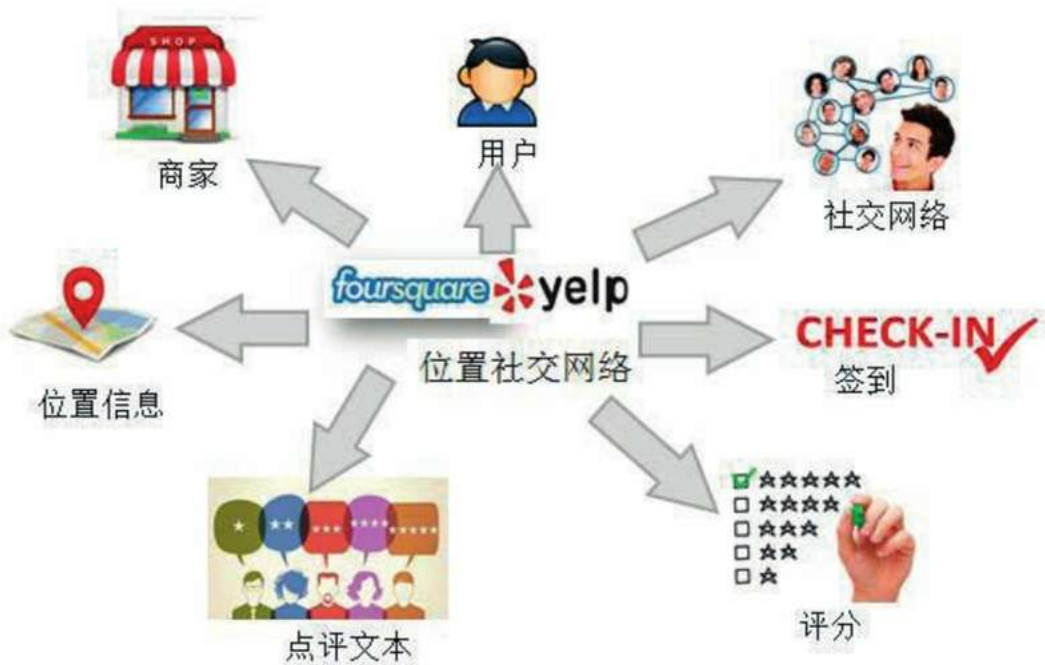 SHOP
商家
用户
社交网络
foursquare yelp
位置社交网络
位置信息
CHECK-IN
签到
点评文本
评分